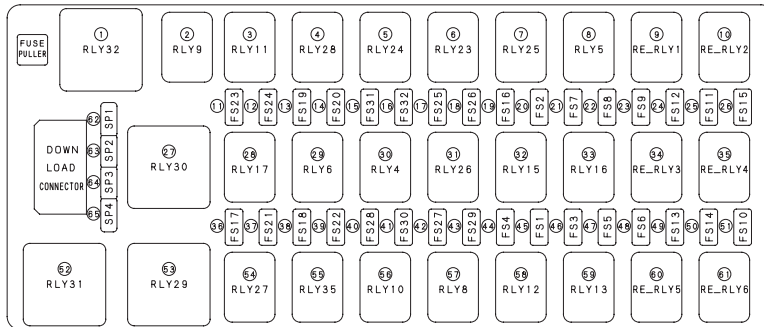 ① ② ③ ④ ⑤ ⑥ ⑦ ⑧ ⑨ ⑩
FUSE PULLER
RLY32 RLY9 RLY11 RLY28 RLY24 RLY23 RLY25 RLY5 RE_RLY1 RE_RLY2
⑪ FS23 ⑫ FS24 ⑬ FS19 ⑭ FS20 ⑮ FS31 ⑯ FS32 ⑰ FS25 ⑱ FS26 ⑲ FS16 ⑳ FS2 ㉑ FS7 ㉒ FS8 ㉓ FS9 ㉔ FS12 ㉕ FS11 ㉖ FS15
62 SP1
63 SP2
64 SP3
65 SP4
DOWN
LOAD
CONNECTOR
㉗ ㉘ ㉙ ㉚ ㉛ ㉜ ㉝ ㉞ ㉟
RLY30 RLY17 RLY6 RLY4 RLY26 RLY15 RLY16 RE_RLY3 RE_RLY4
㊱ FS17 ㊲ FS21 ㊳ FS18 ㊴ FS22 ㊵ FS28 ㊶ FS30 ㊷ FS27 ㊸ FS29 ㊹ FS4 ㊺ FS1 ㊻ FS3 ㊼ FS5 ㊽ FS6 ㊾ FS13 ㊿ FS14 51 FS10
52 53 54 55 56 57 58 59 60 61
RLY31 RLY29 RLY27 RLY35 RLY10 RLY8 RLY12 RLY13 RE_RLY5 RE_RLY6